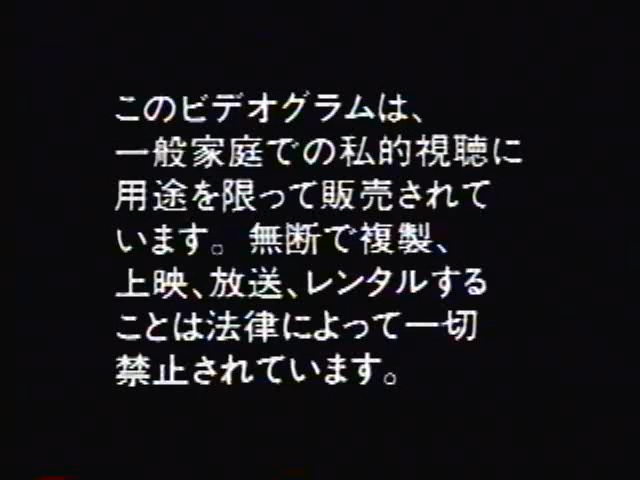 このビデオグラムは、
一般家庭での私的視聴に
用途を限って販売されて
います。無断で複製、
上映、放送、レンタルする
ことは法律によって一切
禁止されています。